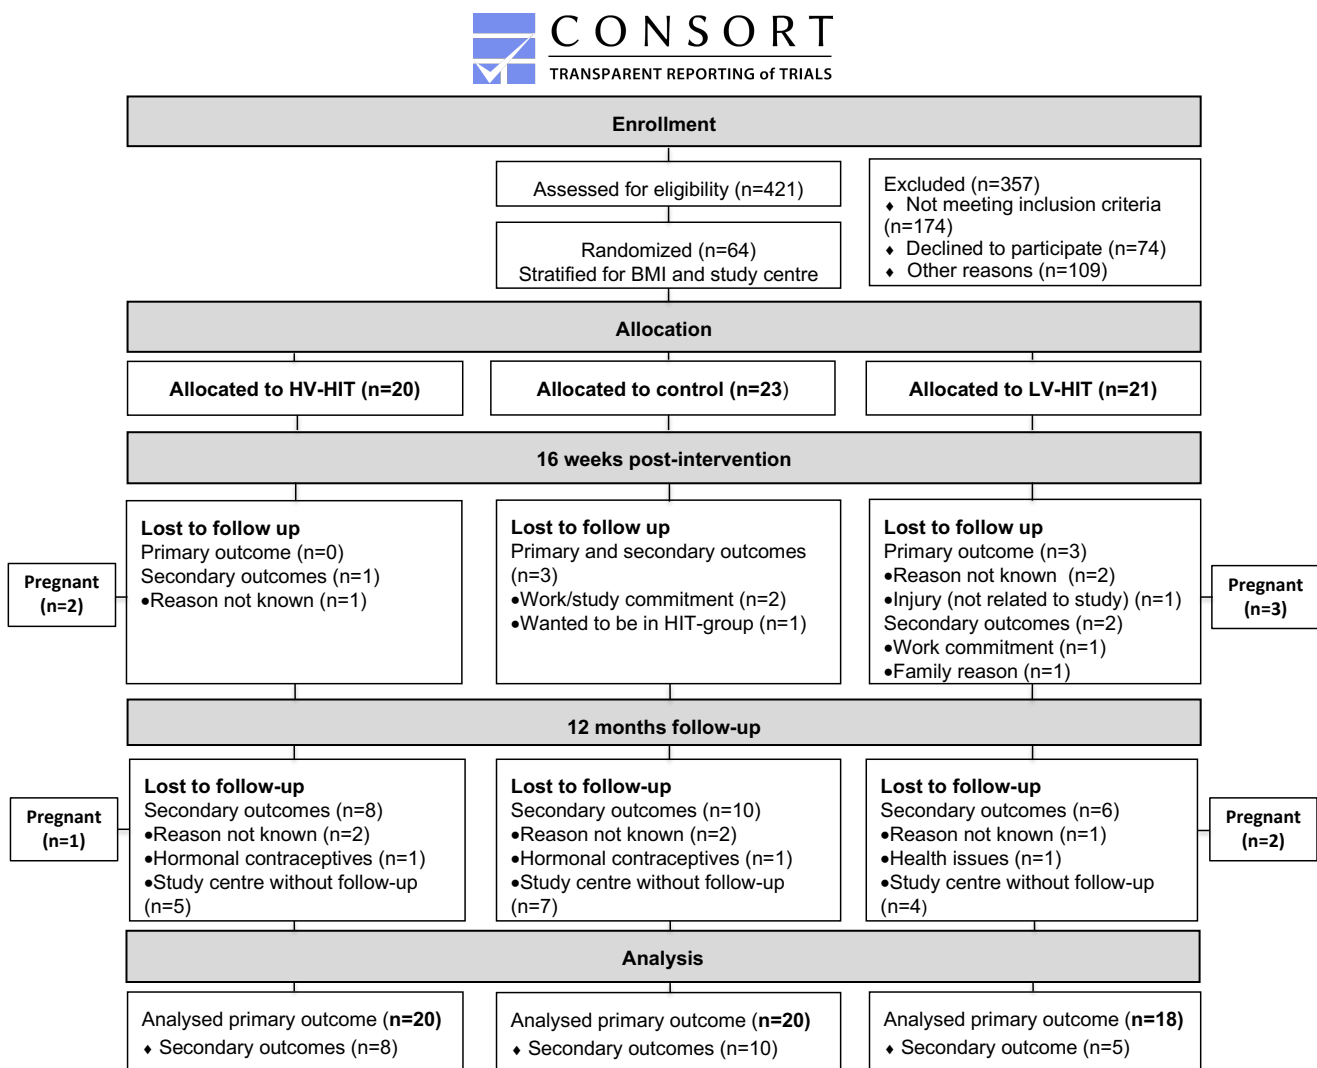 CONSORT
TRANSPARENT REPORTING of TRIALS
Enrollment
Assessed for eligibility (n=421)
Excluded (n=357)
♦ Not meeting inclusion criteria
(n=174)
♦ Declined to participate (n=74)
♦ Other reasons (n=109)
Randomized (n=64)
Stratified for BMI and study centre
Allocation
Allocated to HV-HIT (n=20)
Allocated to control (n=23)
Allocated to LV-HIT (n=21)
16 weeks post-intervention
Pregnant
(n=2)
Lost to follow up
Primary outcome (n=0)
Secondary outcomes (n=1)
•Reason not known (n=1)
Lost to follow up
Primary and secondary outcomes
(n=3)
•Work/study commitment (n=2)
•Wanted to be in HIT-group (n=1)
Lost to follow up
Primary outcome (n=3)
•Reason not known  (n=2)
•Injury (not related to study) (n=1)
Secondary outcomes (n=2)
•Work commitment (n=1)
•Family reason (n=1)
Pregnant
(n=3)
12 months follow-up
Pregnant
(n=1)
Lost to follow-up
Secondary outcomes (n=8)
•Reason not known (n=2)
•Hormonal contraceptives (n=1)
•Study centre without follow-up
(n=5)
Lost to follow-up
Secondary outcomes (n=10)
•Reason not known (n=2)
•Hormonal contraceptives (n=1)
•Study centre without follow-up
(n=7)
Lost to follow-up
Secondary outcomes (n=6)
•Reason not known (n=1)
•Health issues (n=1)
•Study centre without follow-up
(n=4)
Pregnant
(n=2)
Analysis
Analysed primary outcome (n=20)
♦ Secondary outcomes (n=8)
Analysed primary outcome (n=20)
♦ Secondary outcomes (n=10)
Analysed primary outcome (n=18)
♦ Secondary outcome (n=5)